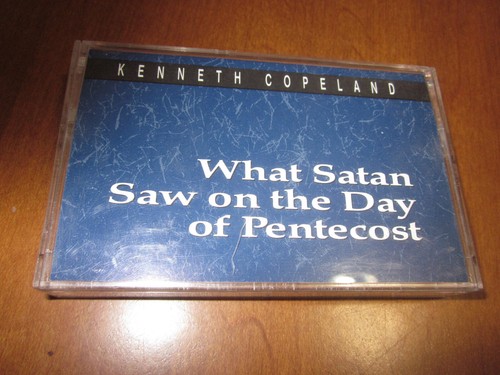 KENNETH COPELAND
What Satan
Saw on the Day
of Pentecost